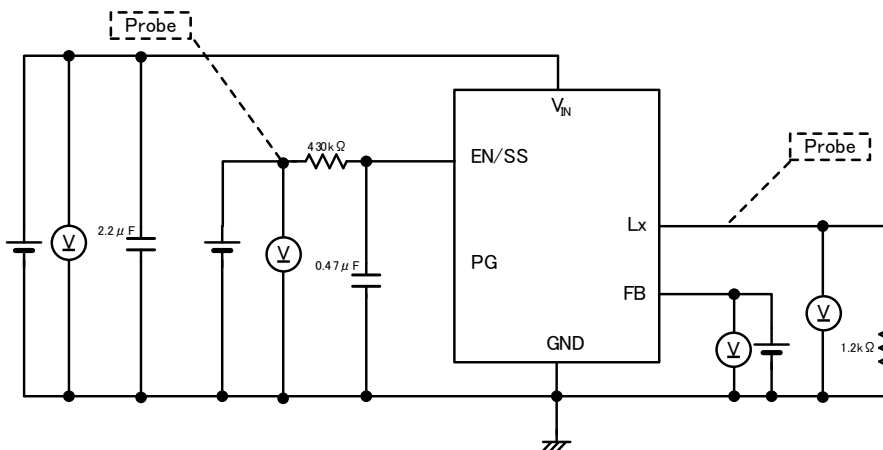 Probe
V_IN
430kΩ
EN/SS
Probe
Lx
2.2μF
V
V
0.47μF
PG
FB
V
V
1.2kΩ
GND